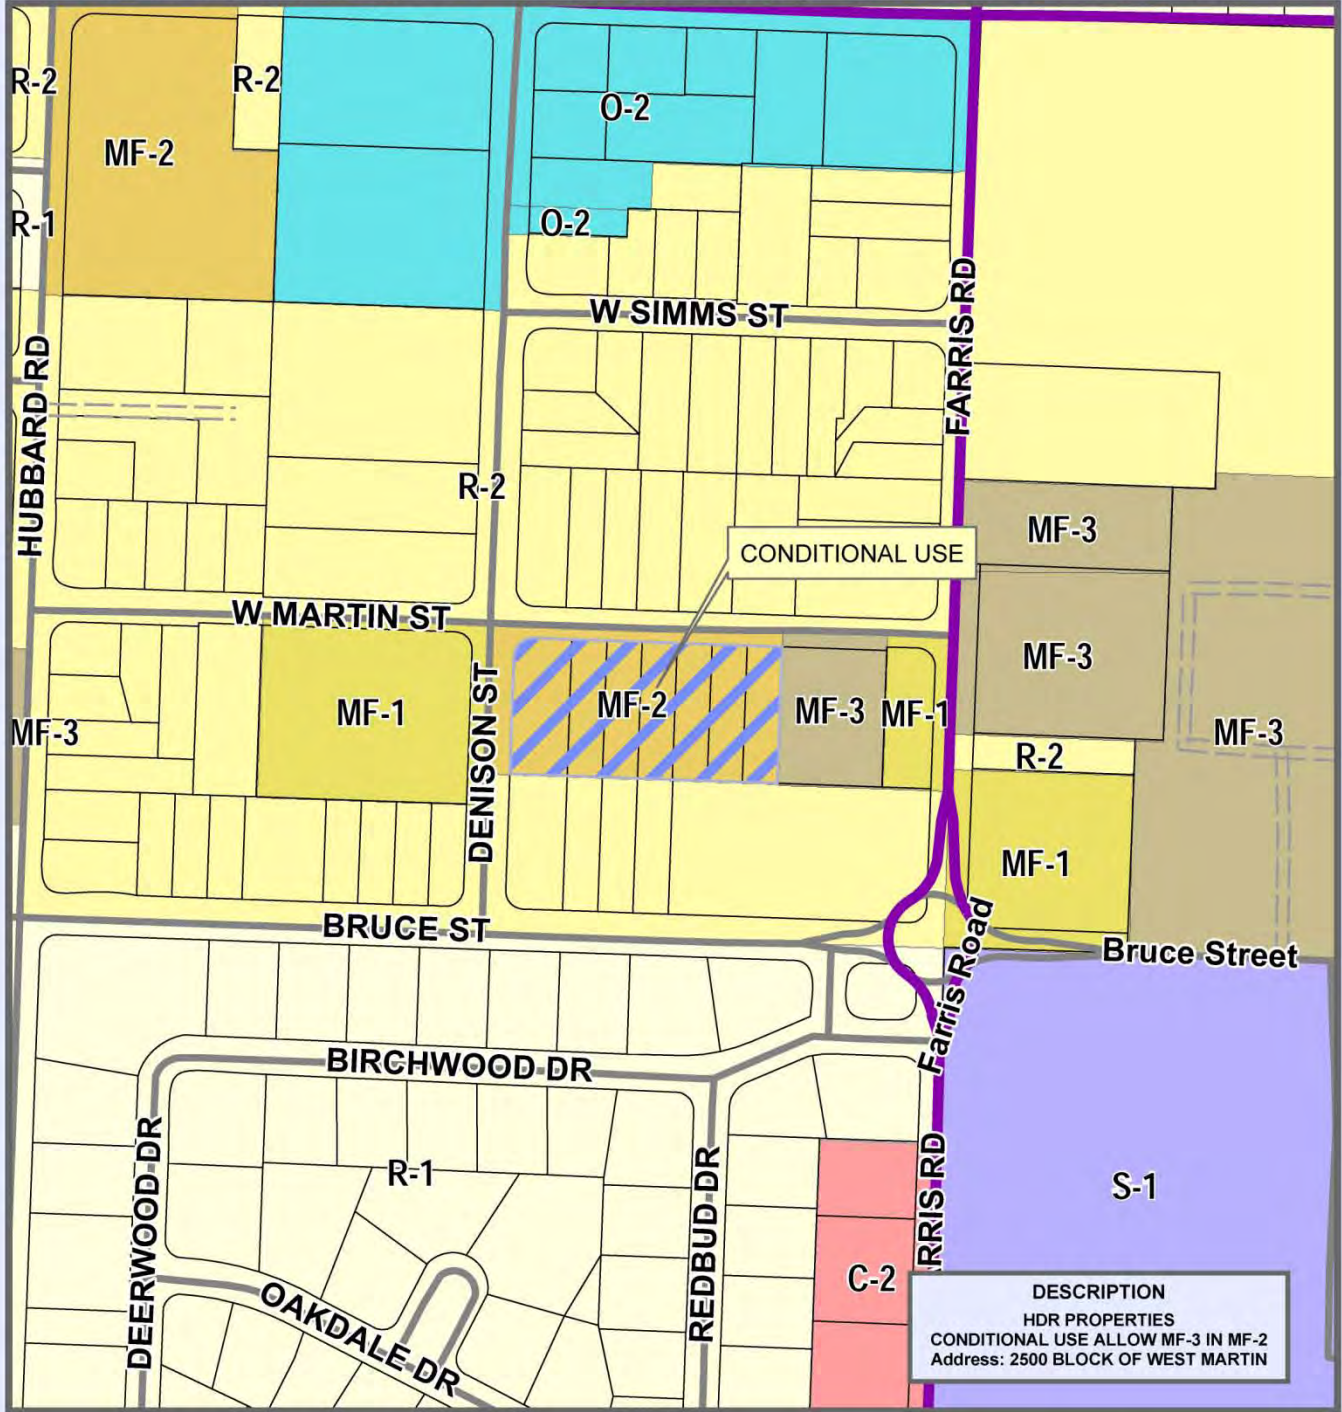 R-2
R-2
O-2
MF-2
R-1
O-2
W SIMMS ST
FARRIS RD
HUBBARD RD
R-2
MF-3
CONDITIONAL USE
W MARTIN ST
MF-3
MF-1
MF-2
MF-3
MF-1
MF-3
MF-3
R-2
DENISON ST
MF-1
BRUCE ST
Farris Road
Bruce Street
BIRCHWOOD DR
DEERWOOD DR
R-1
REDBUD DR
RRIS RD
S-1
C-2
OAKDALE DR
DESCRIPTION
HDR PROPERTIES
CONDITIONAL USE ALLOW MF-3 IN MF-2
Address: 2500 BLOCK OF WEST MARTIN